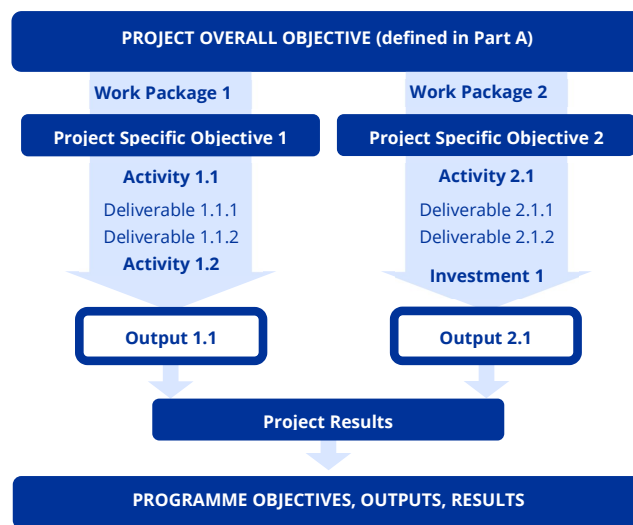 PROJECT OVERALL OBJECTIVE (defined in Part A)
Work Package 1
Project Specific Objective 1
Activity 1.1
Deliverable 1.1.1
Deliverable 1.1.2
Activity 1.2
Output 1.1
Work Package 2
Project Specific Objective 2
Activity 2.1
Deliverable 2.1.1
Deliverable 2.1.2
Investment 1
Output 2.1
Project Results
PROGRAMME OBJECTIVES, OUTPUTS, RESULTS